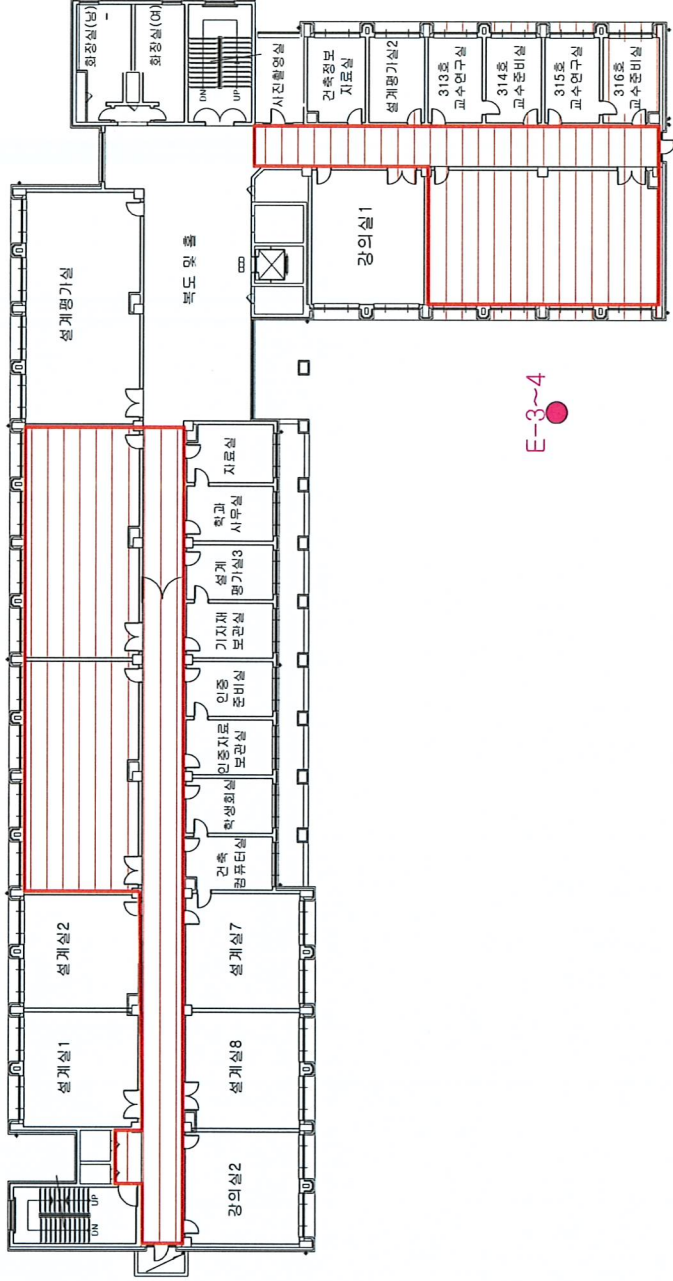 화장실(남)
화장실(여)
DN
UP
사진촬영실
건축정보
자료실
설계평가실2
313호
교수연구실
314호
교수준비실
315호
교수연구실
316호
교수준비실
설계평가실
복도 및 홀
강의실1
자료실
학과
사무실
설계
평가실3
기자재
보관실
인증
준비실
인증자료
보관실
학생회실
건축
컴퓨터실
설계실2
설계실1
설계실7
설계실8
강의실2
DN
UP
E-3~4